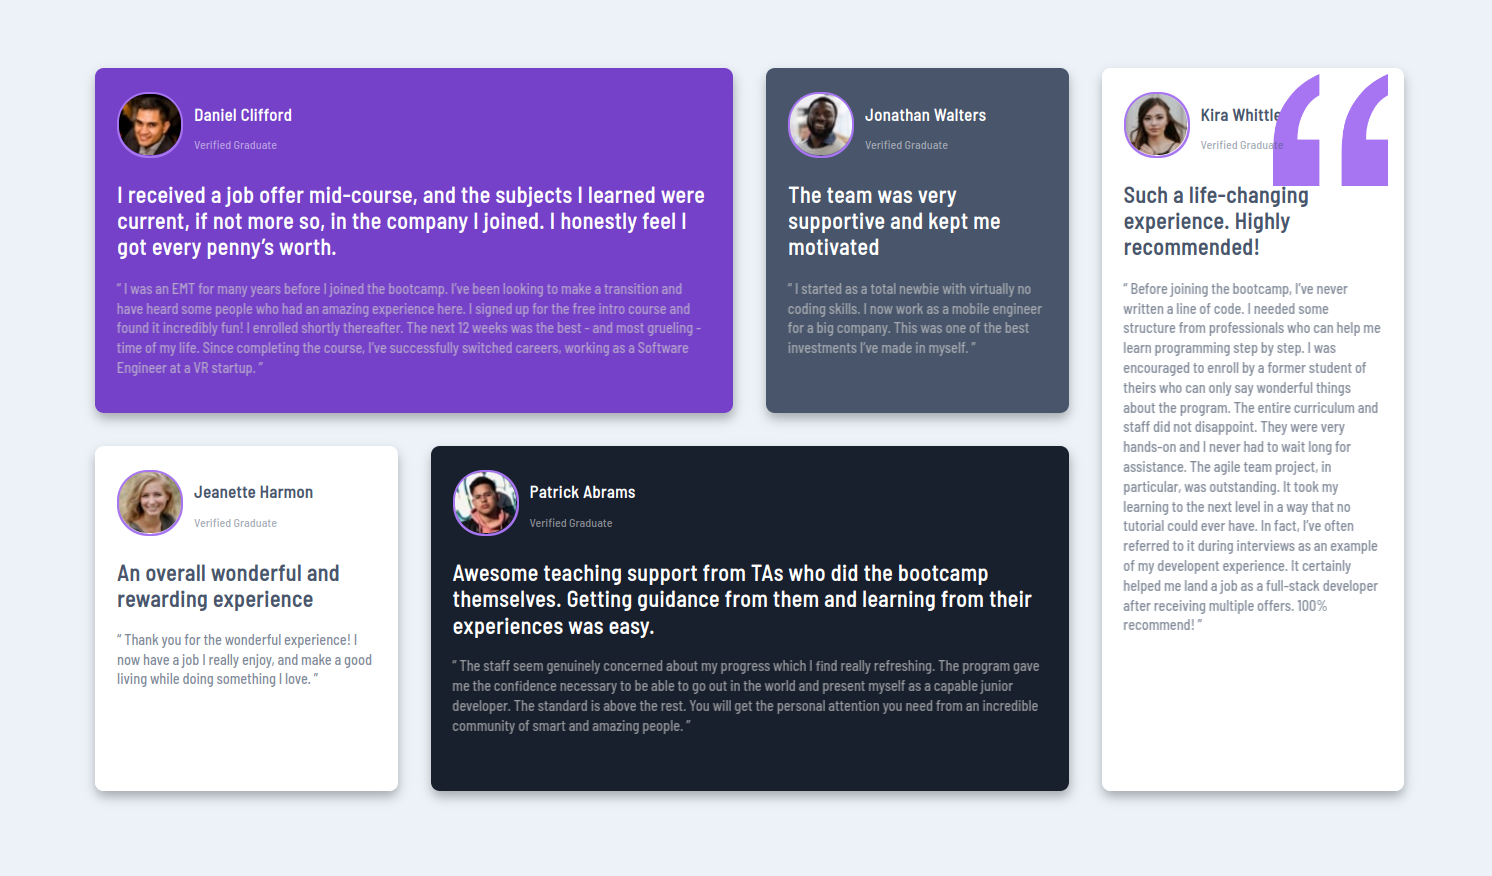 Daniel Clifford
Verified Graduate
I received a job offer mid-course, and the subjects I learned were
current, if not more so, in the company I joined. I honestly feel I
got every penny’s worth.
“ I was an EMT for many years before I joined the bootcamp. I’ve been looking to make a transition and
have heard some people who had an amazing experience here. I signed up for the free intro course and
found it incredibly fun! I enrolled shortly thereafter. The next 12 weeks was the best - and most grueling -
time of my life. Since completing the course, I’ve successfully switched careers, working as a Software
Engineer at a VR startup. ”
Jonathan Walters
Verified Graduate
The team was very
supportive and kept me
motivated
“ I started as a total newbie with virtually no
coding skills. I now work as a mobile engineer
for a big company. This was one of the best
investments I’ve made in myself. ”
Kira Whittle
Verified Graduate
Such a life-changing
experience. Highly
recommended!
“ Before joining the bootcamp, I’ve never
written a line of code. I needed some
structure from professionals who can help me
learn programming step by step. I was
encouraged to enroll by a former student of
theirs who can only say wonderful things
about the program. The entire curriculum and
staff did not disappoint. They were very
hands-on and I never had to wait long for
assistance. The agile team project, in
particular, was outstanding. It took my
learning to the next level in a way that no
tutorial could ever have. In fact, I’ve often
referred to it during interviews as an example
of my developent experience. It certainly
helped me land a job as a full-stack developer
after receiving multiple offers. 100%
recommend! ”
Jeanette Harmon
Verified Graduate
An overall wonderful and
rewarding experience
“ Thank you for the wonderful experience! I
now have a job I really enjoy, and make a good
living while doing something I love. ”
Patrick Abrams
Verified Graduate
Awesome teaching support from TAs who did the bootcamp
themselves. Getting guidance from them and learning from their
experiences was easy.
“ The staff seem genuinely concerned about my progress which I find really refreshing. The program gave
me the confidence necessary to be able to go out in the world and present myself as a capable junior
developer. The standard is above the rest. You will get the personal attention you need from an incredible
community of smart and amazing people. ”